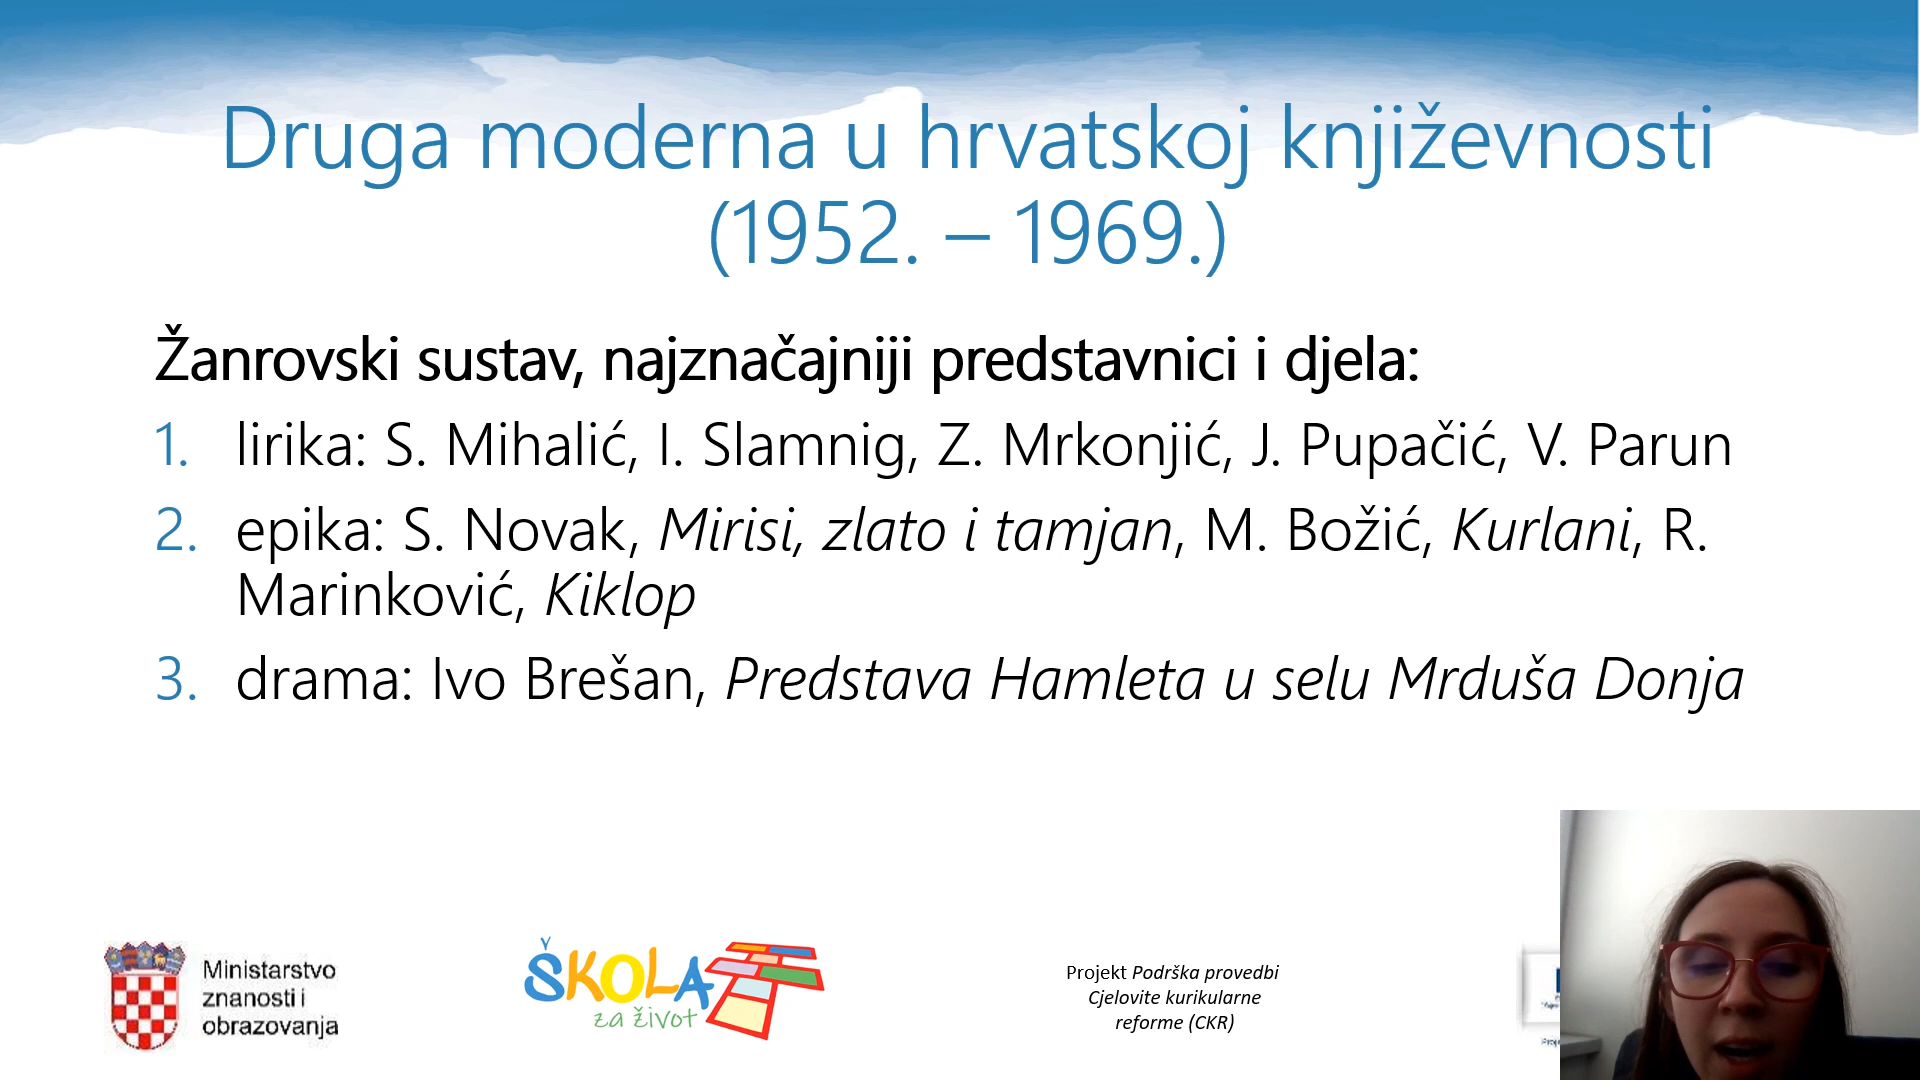 Druga moderna u hrvatskoj književnosti
(1952. – 1969.)
Žanrovski sustav, najznačajniji predstavnici i djela:
1. lirika: S. Mihalić, I. Slamnig, Z. Mrkonjić, J. Pupačić, V. Parun
2. epika: S. Novak, Mirisi, zlato i tamjan, M. Božić, Kurlani, R.
Marinković, Kiklop
3. drama: Ivo Brešan, Predstava Hamleta u selu Mrduša Donja
Ministarstvo
znanosti i
obrazovanja
ŠKOLA
za život
Projekt Podrška provedbi
Cjelovite kurikularne
reforme (CKR)